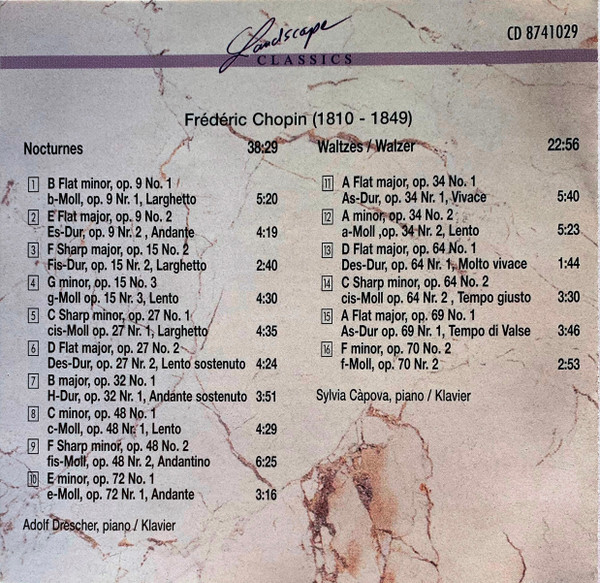 Landscape
CLASSICS
CD 8741029
Frédéric Chopin (1810 - 1849)
Nocturnes 38:29
1 B Flat minor, op. 9 No. 1
b-Moll, op. 9 Nr. 1, Larghetto 5:20
2 E Flat major, op. 9 No. 2
Es-Dur, op. 9 Nr. 2 , Andante 4:19
3 F Sharp major, op. 15 No. 2
Fis-Dur, op. 15 Nr. 2, Larghetto 2:40
4 G minor, op. 15 No. 3
g-Moll op. 15 Nr. 3, Lento 4:30
5 C Sharp minor, op. 27 No. 1
cis-Moll op. 27 Nr. 1, Larghetto 4:35
6 D Flat major, op. 27 No. 2
Des-Dur, op. 27 Nr. 2, Lento sostenuto 4:24
7 B major, op. 32 No. 1
H-Dur, op. 32 Nr. 1, Andante sostenuto 3:51
8 C minor, op. 48 No. 1
c-Moll, op. 48 Nr. 1, Lento 4:29
9 F Sharp minor, op. 48 No. 2
fis-Moll, op. 48 Nr. 2, Andantino 6:25
10 E minor, op. 72 No. 1
e-Moll, op. 72 Nr. 1, Andante 3:16
Adolf Drescher, piano / Klavier
Waltzes / Walzer 22:56
11 A Flat major, op. 34 No. 1
As-Dur, op. 34 Nr. 1, Vivace 5:40
12 A minor, op. 34 No. 2
a-Moll ,op. 34 Nr. 2, Lento 5:23
13 D Flat major, op. 64 No. 1
Des-Dur, op. 64 Nr. 1, Molto vivace 1:44
14 C Sharp minor, op. 64 No. 2
cis-Moll op. 64 Nr. 2 , Tempo giusto 3:30
15 A Flat major, op. 69 No. 1
As-Dur op. 69 Nr. 1, Tempo di Valse 3:46
16 F minor, op. 70 No. 2
f-Moll, op. 70 Nr. 2 2:53
Sylvia Càpova, piano / Klavier